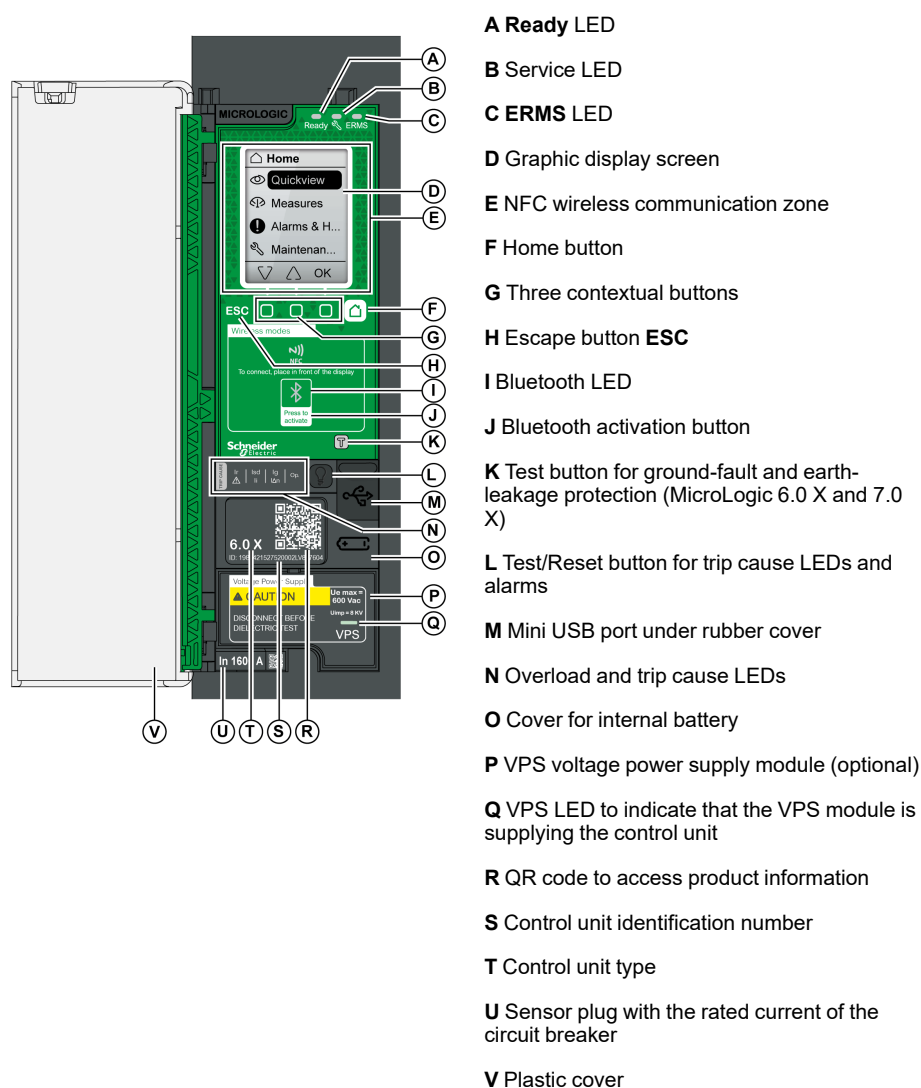 A
B
C
MICROLOGIC
Ready ERMS
Home
Quickview
Measures
Alarms & H...
Maintenan...
OK
D
E
ESC
F
G
Wireless modes
NFC
To connect, place in front of the display
H
I
Press to
activate
J
Schneider
Electric
T
K
TRIP CAUSE
Ir Isd Ig Op
Ii IΔn
L
M
N
6.0 X
O
Voltage Power Supply
CAUTION
Ue max =
600 Vac
P
DISCONNECT BEFORE
DIELECTRIC TEST
Uimp = 8 KV
VPS
Q
In 160 A
V U T S R
A Ready LED
B Service LED
C ERMS LED
D Graphic display screen
E NFC wireless communication zone
F Home button
G Three contextual buttons
H Escape button ESC
I Bluetooth LED
J Bluetooth activation button
K Test button for ground-fault and earth-
leakage protection (MicroLogic 6.0 X and 7.0
X)
L Test/Reset button for trip cause LEDs and
alarms
M Mini USB port under rubber cover
N Overload and trip cause LEDs
O Cover for internal battery
P VPS voltage power supply module (optional)
Q VPS LED to indicate that the VPS module is
supplying the control unit
R QR code to access product information
S Control unit identification number
T Control unit type
U Sensor plug with the rated current of the
circuit breaker
V Plastic cover